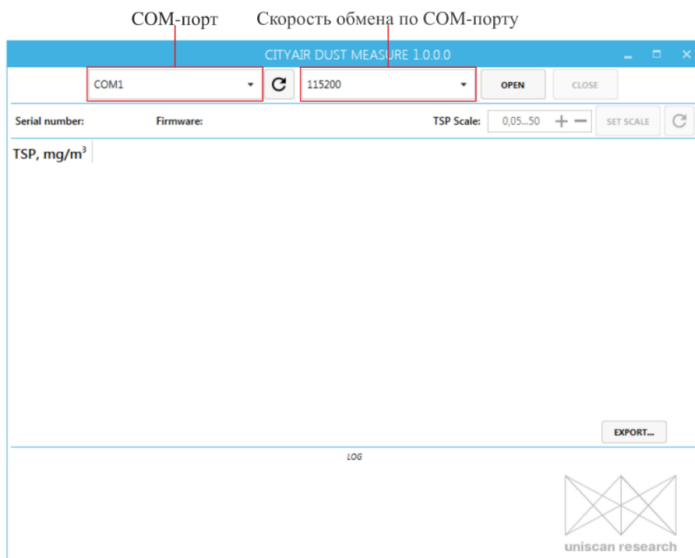 COM-порт Скорость обмена по COM-порту
CITYAIR DUST MEASURE 1.0.0.0
COM1 115200 OPEN CLOSE
Serial number: Firmware: TSP Scale: 0,05...50 SET SCALE
TSP, mg/m³
EXPORT...
LOG
uniscan research